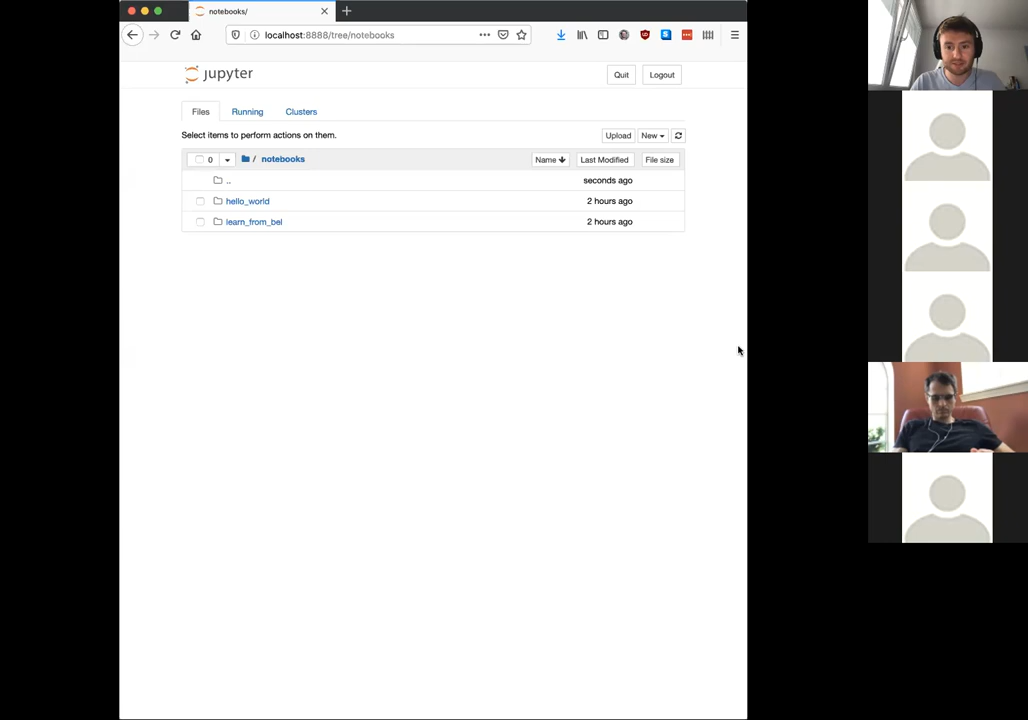 notebooks/
localhost:8888/tree/notebooks
jupyter
Quit
Logout
Files
Running
Clusters
Select items to perform actions on them.
Upload
New
0
/ notebooks
Name
Last Modified
File size
..
seconds ago
hello_world
2 hours ago
learn_from_bel
2 hours ago